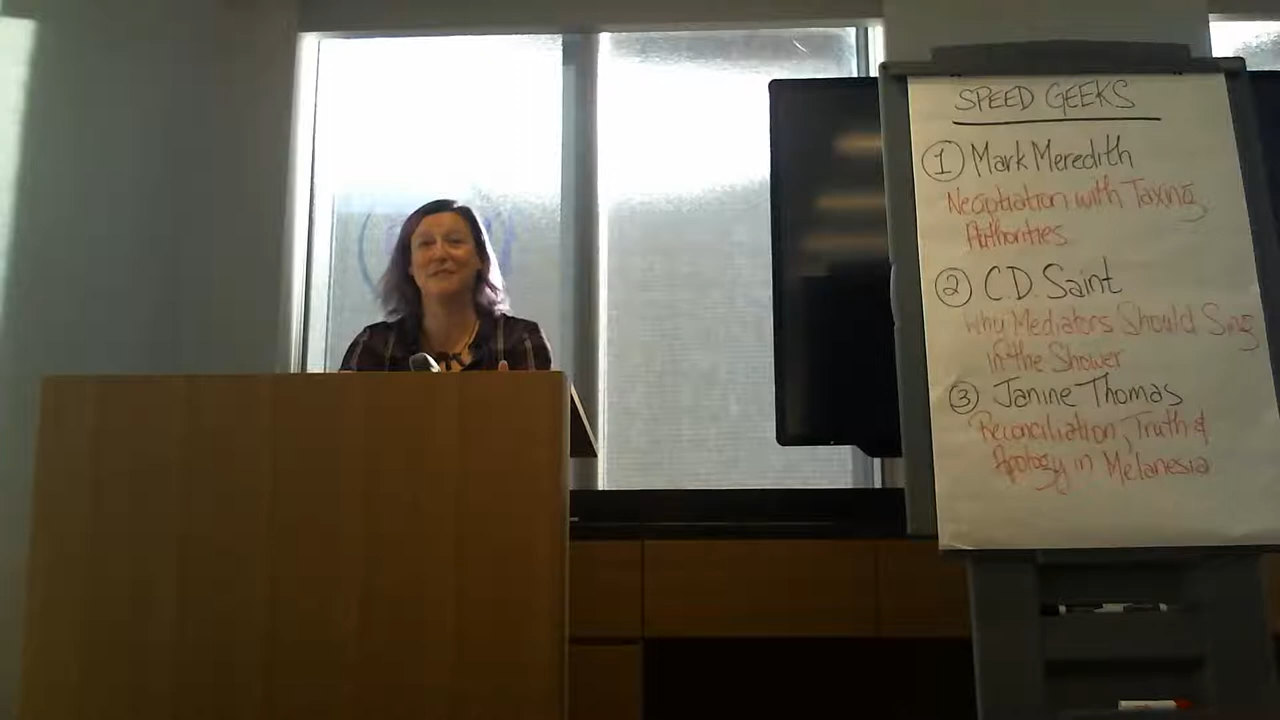 SPEED GEEKS
1 Mark Meredith
Negotiation with Taxing
Authorities
2 C.D. Saint
Why Mediators Should Sing
in the Shower
3 Janine Thomas
Reconciliation, Truth &
Apology in Melanesia